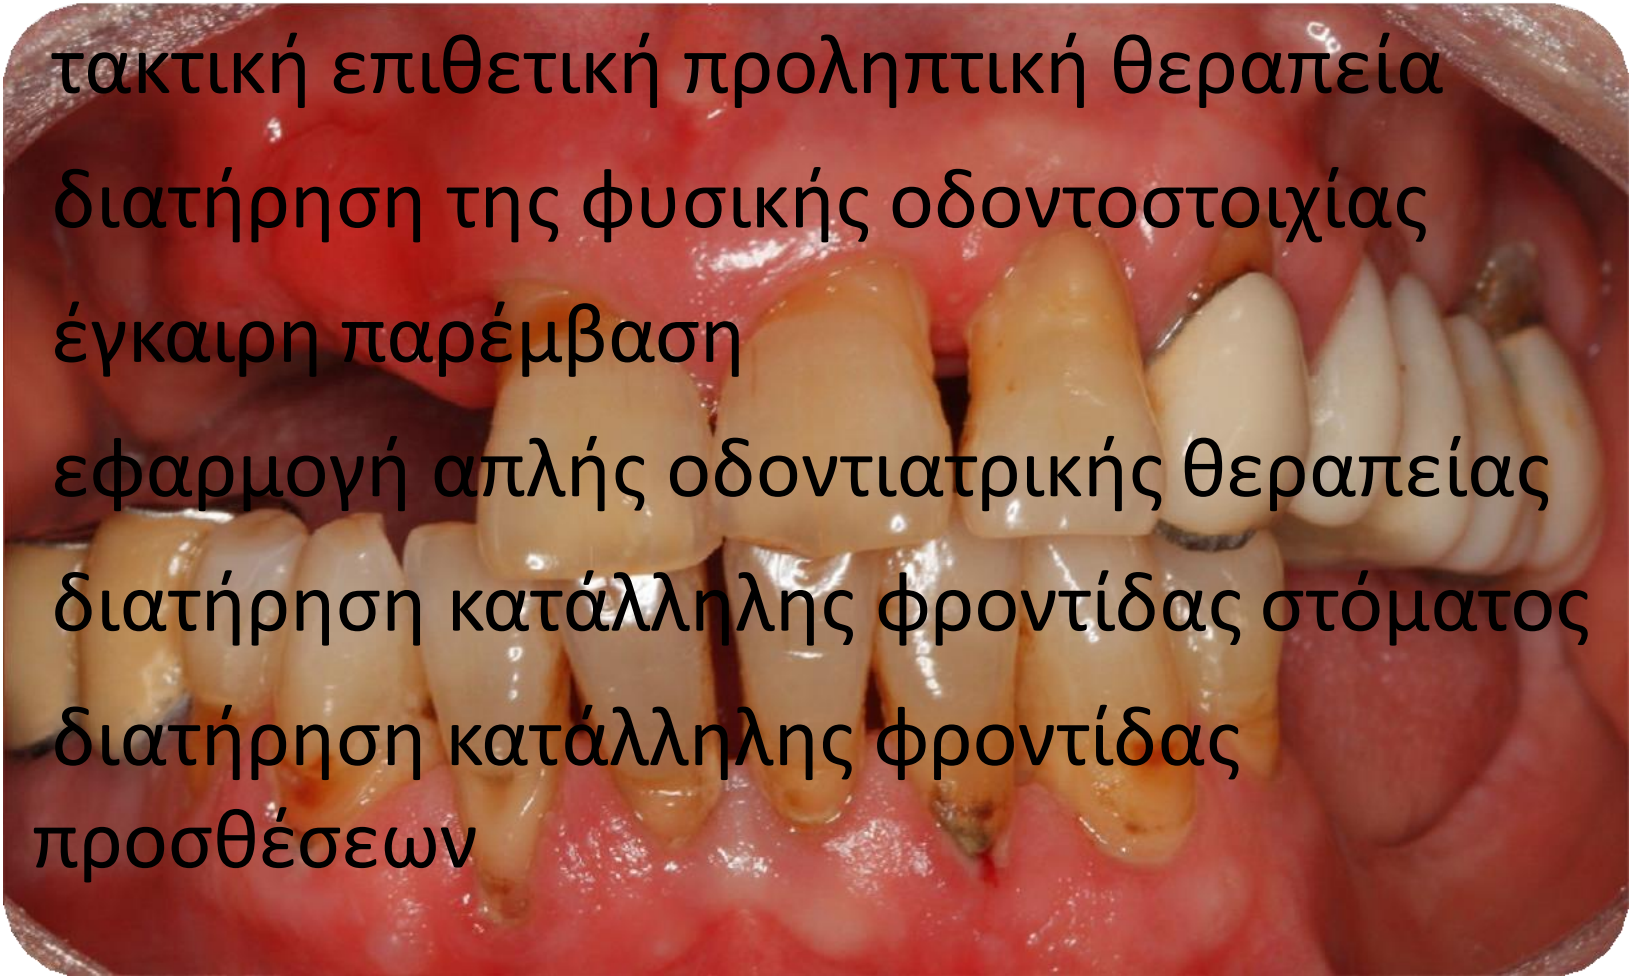 τακτική επιθετική προληπτική θεραπεία
διατήρηση της φυσικής οδοντοστοιχίας
έγκαιρη παρέμβαση
εφαρμογή απλής οδοντιατρικής θεραπείας
διατήρηση κατάλληλης φροντίδας στόματος
διατήρηση κατάλληλης φροντίδας
προσθέσεων